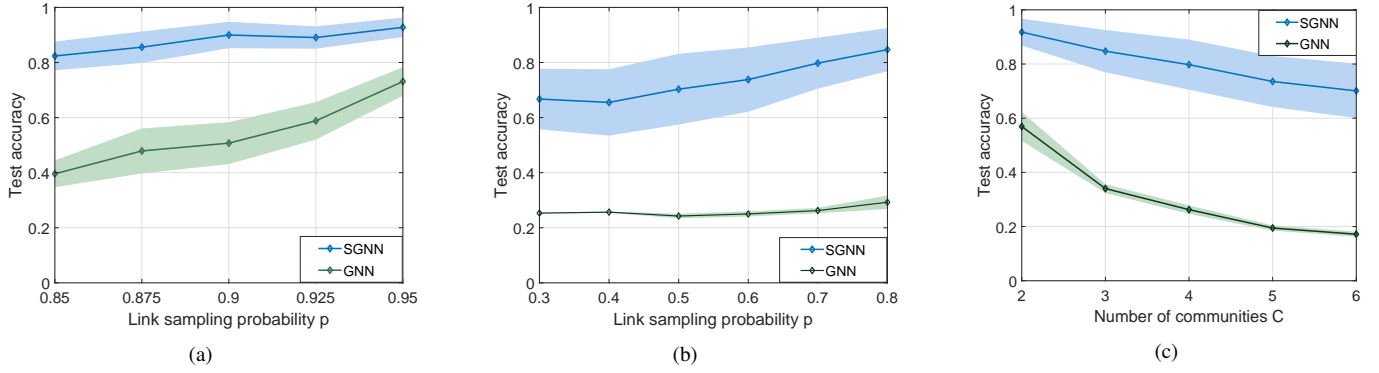 Test accuracy
1
0.8
0.6
0.4
0.2
0
0.85
0.875
0.9
0.925
0.95
Link sampling probability p
SGNN
GNN
(a)
Test accuracy
1
0.8
0.6
0.4
0.2
0
0.3
0.4
0.5
0.6
0.7
0.8
Link sampling probability p
SGNN
GNN
(b)
Test accuracy
1
0.8
0.6
0.4
0.2
0
2
3
4
5
6
Number of communities C
SGNN
GNN
(c)